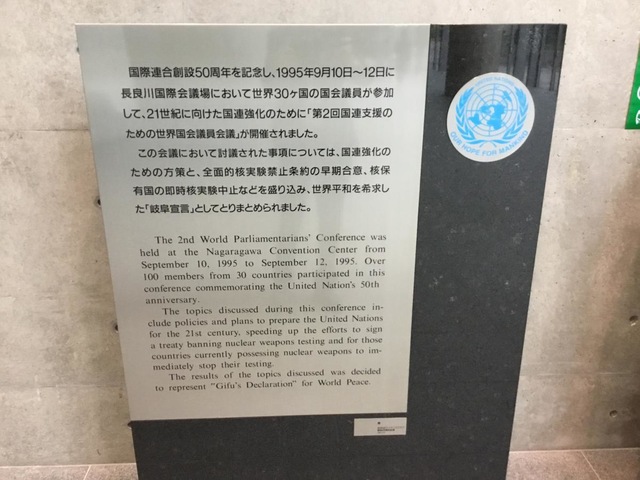 国際連合創設50周年を記念し、1995年9月10日〜12日に
長良川国際会議場において世界30ヶ国の国会議員が参加
して、21世紀に向けた国連強化のために「第2回国連支援の
ための世界国会議員会議」が開催されました。
この会議において討議された事項については、国連強化の
ための方策と、全面的核実験禁止条約の早期合意、核保
有国の即時核実験中止などを盛り込み、世界平和を希求し
た「岐阜宣言」としてとりまとめられました。
The 2nd World Parliamentarians' Conference was
held at the Nagaragawa Convention Center from
September 10, 1995 to September 12, 1995. Over
100 members from 30 countries participated in this
conference commemorating the United Nation's 50th
anniversary.
The topics discussed during this conference in-
clude policies and plans to prepare the United Nations
for the 21st century, speeding up the efforts to sign
a treaty banning nuclear weapons testing and for those
countries currently possessing nuclear weapons to im-
mediately stop their testing.
The results of the topics discussed was decided
to represent "Gifu's Declaration" for World Peace.
OUR HOPE FOR MANKIND